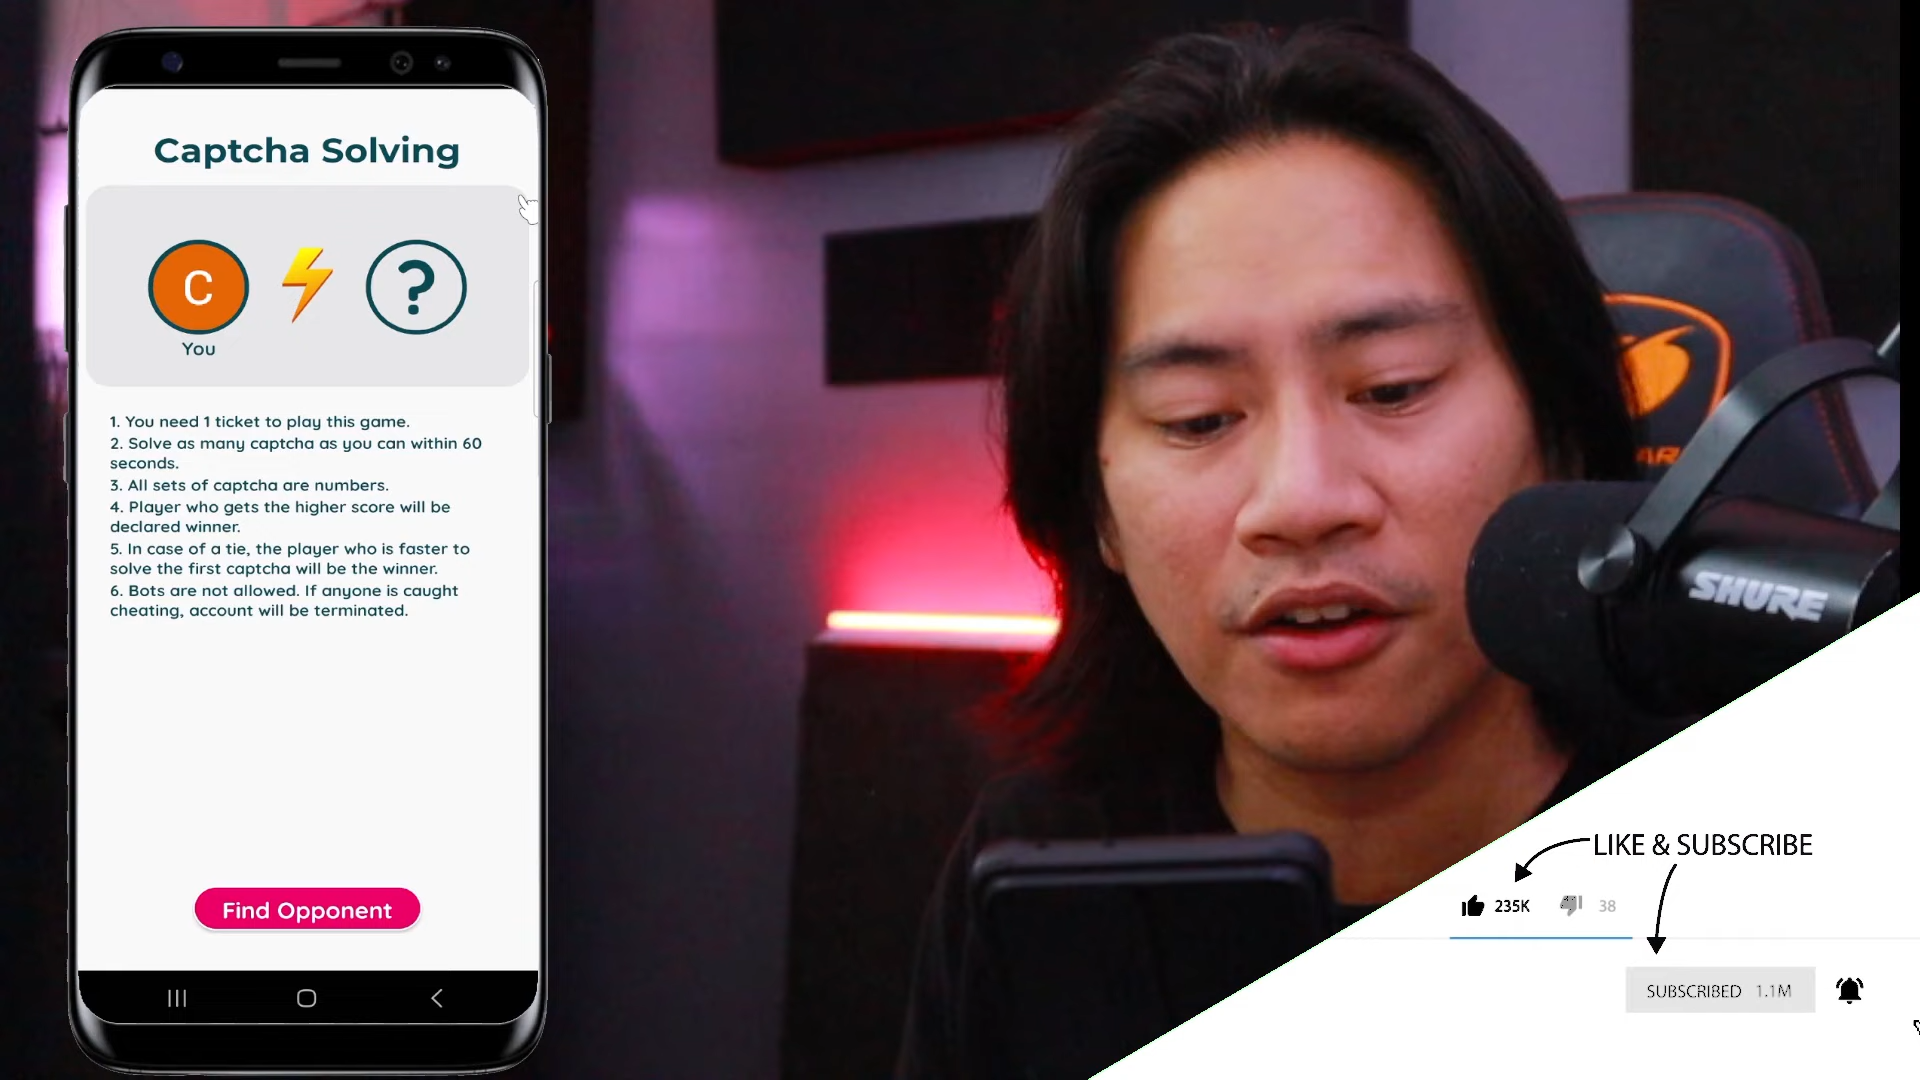 Captcha Solving
C
?
You
1. You need 1 ticket to play this game.
2. Solve as many captcha as you can within 60
seconds.
3. All sets of captcha are numbers.
4. Player who gets the higher score will be
declared winner.
5. In case of a tie, the player who is faster to
solve the first captcha will be the winner.
6. Bots are not allowed. If anyone is caught
cheating, account will be terminated.
Find Opponent
SHURE
LIKE & SUBSCRIBE
235K 38
SUBSCRIBED 1.1M